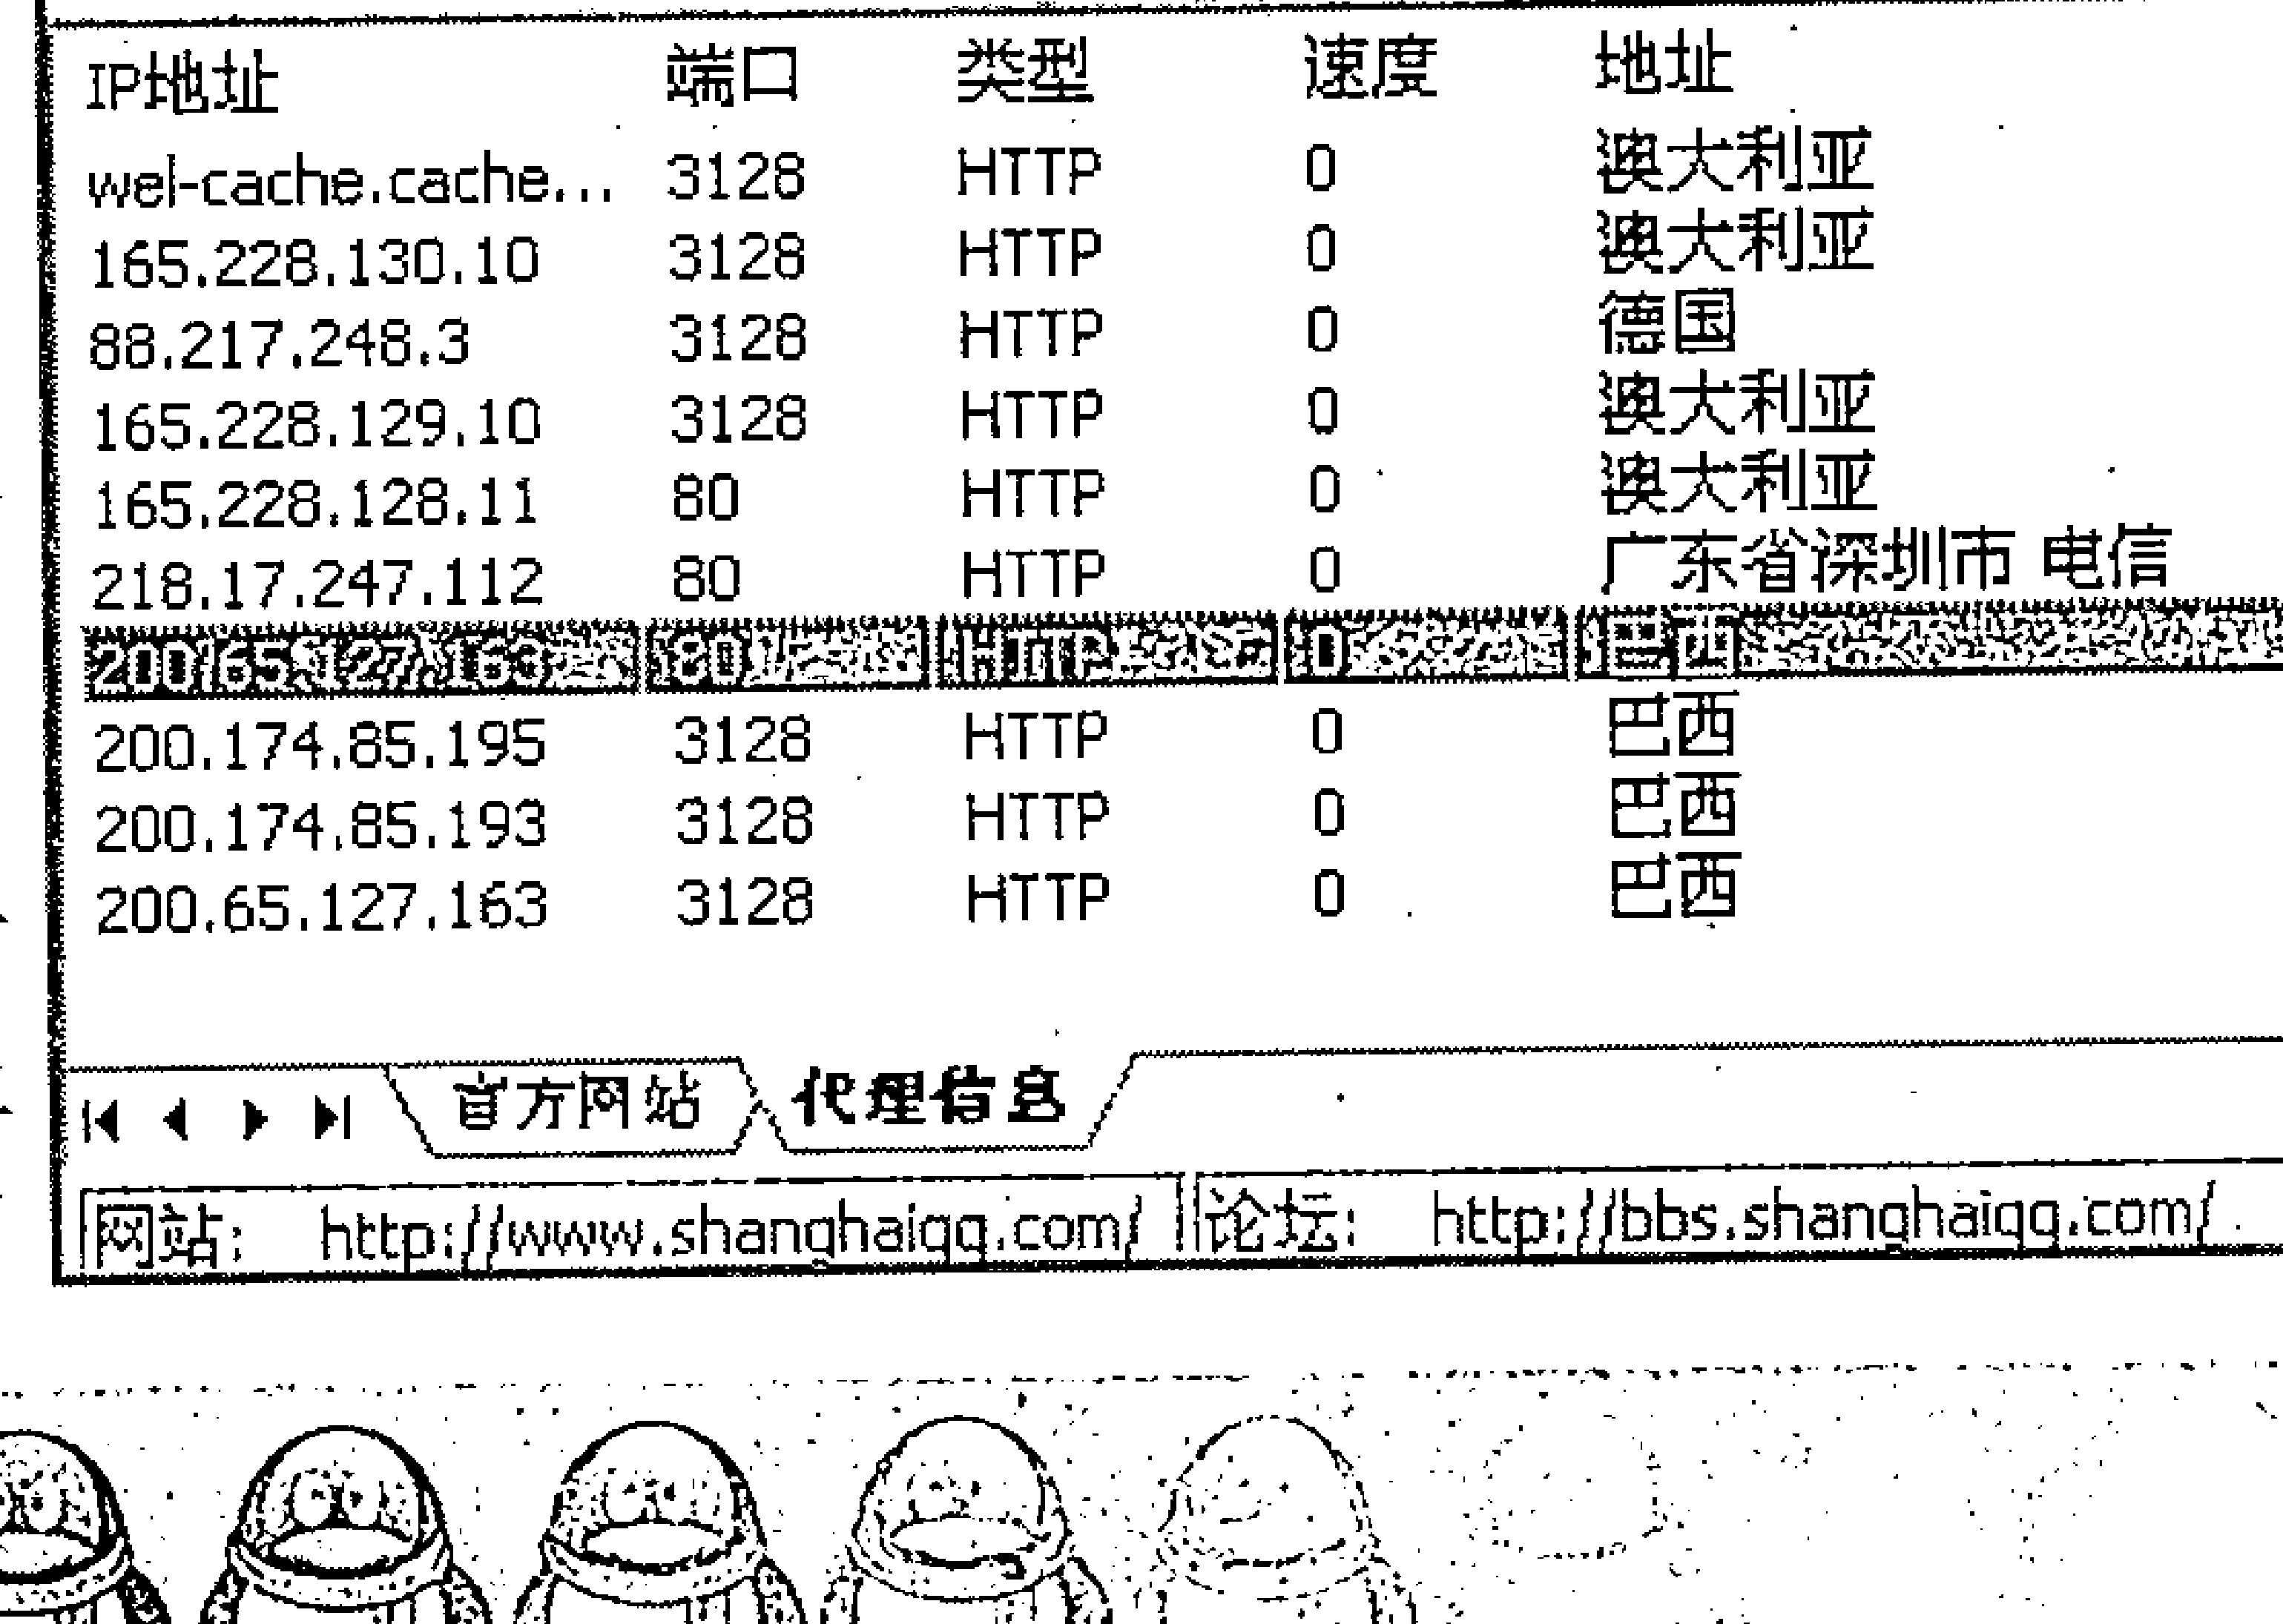 IP地址 端口 类型 速度 地址
wel-cache.cache... 3128 HTTP 0 澳大利亚
165.228.130.10 3128 HTTP 0 澳大利亚
88.217.248.3 3128 HTTP 0 德国
165.228.129.10 3128 HTTP 0 澳大利亚
165.228.128.11 80 HTTP 0 澳大利亚
218.17.247.112 80 HTTP 0 广东省深圳市 电信
200.65.127.163 80 HTTP 0 巴西
200.174.85.195 3128 HTTP 0 巴西
200.174.85.193 3128 HTTP 0 巴西
200.65.127.163 3128 HTTP 0 巴西
官方网站 代理信息
网站: http://www.shanghaiqq.com/ 论坛: http://bbs.shanghaiqq.com/